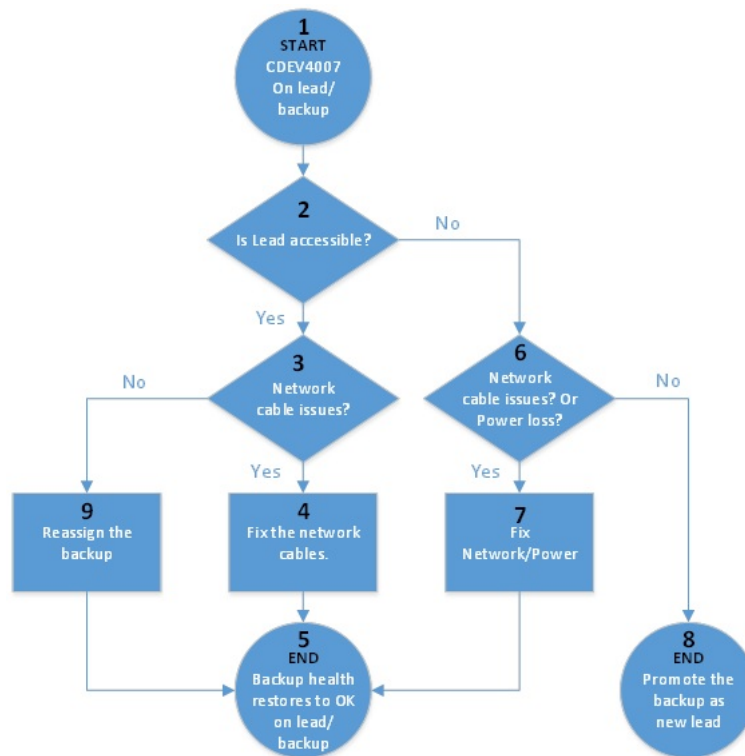 1
START
CDEV4007
On lead/
backup
2
Is Lead accessible?
No
Yes
3
Network
cable issues?
No
Yes
6
Network
cable issues? Or
Power loss?
No
Yes
9
Reassign the
backup
4
Fix the network
cables.
7
Fix
Network/Power
5
END
Backup health
restores to OK
on lead/
backup
8
END
Promote the
backup as
new lead